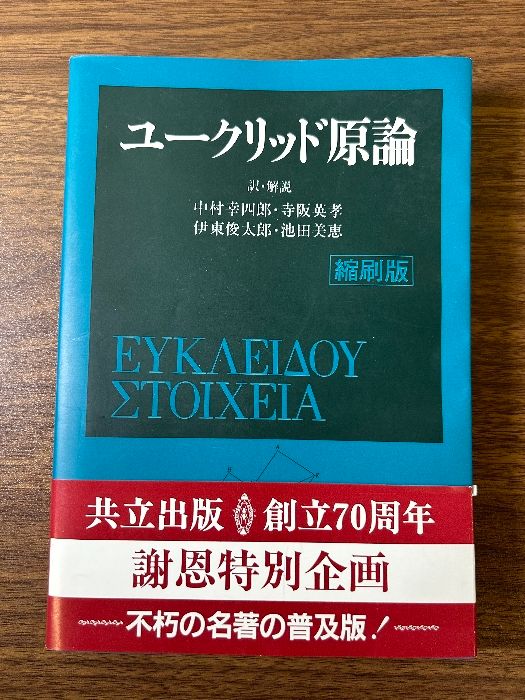 ユークリッド原論
訳・解説
中村幸四郎・寺阪英孝
伊東俊太郎・池田美恵
縮刷版
ΕΥΚΛΕΙΔΟΥ
ΣΤΟΙΧΕΙΑ
共立出版 創立70周年
謝恩特別企画
不朽の名著の普及版!